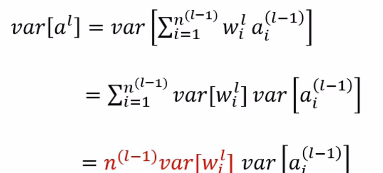 var[a^l] = var[∑_{i=1}^{n^{(l-1)}} w_i^l a_i^{(l-1)}]
= ∑_{i=1}^{n^{(l-1)}} var[w_i^l] var[a_i^{(l-1)}]
= n^{(l-1)}var[w_i^l] var[a_i^{(l-1)}]